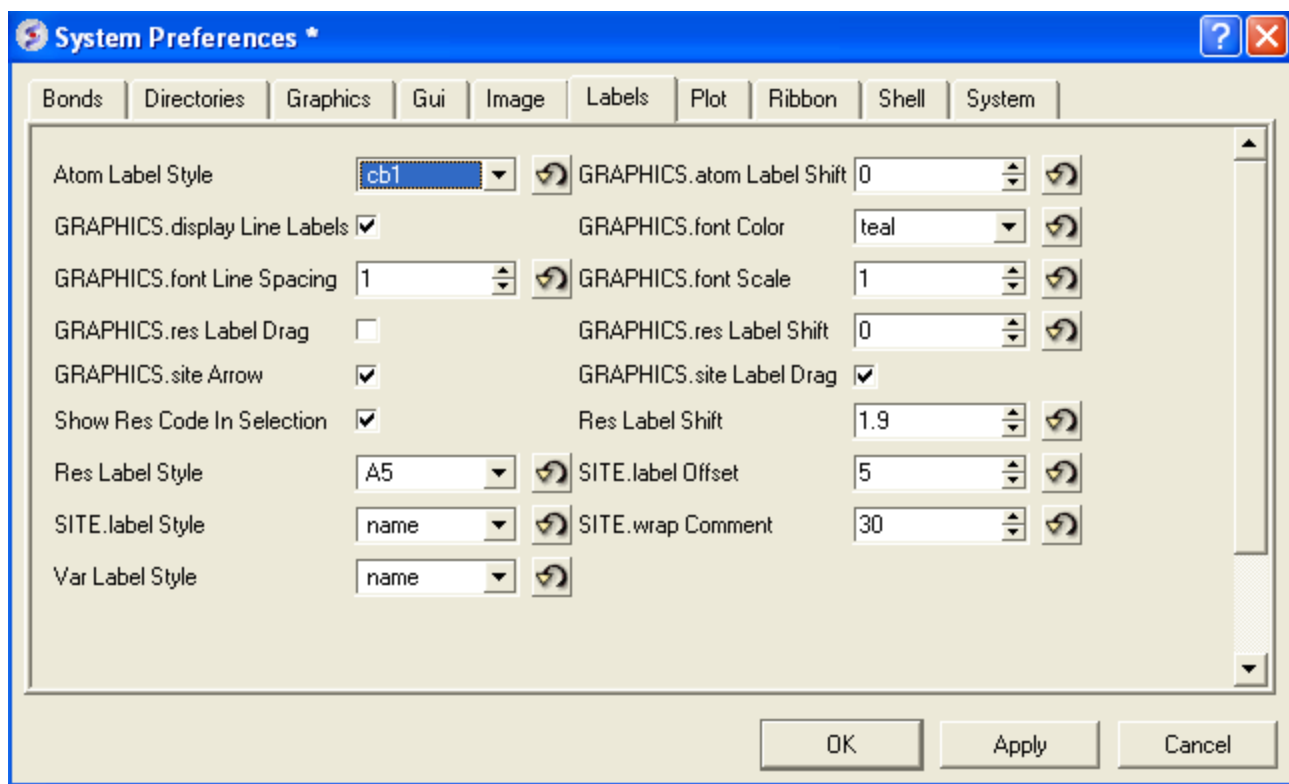 System Preferences *
Bonds Directories Graphics Gui Image Labels Plot Ribbon Shell System
Atom Label Style cb1 GRAPHICS.atom Label Shift 0
GRAPHICS.display Line Labels GRAPHICS.font Color teal
GRAPHICS.font Line Spacing 1 GRAPHICS.font Scale 1
GRAPHICS.res Label Drag GRAPHICS.res Label Shift 0
GRAPHICS.site Arrow GRAPHICS.site Label Drag
Show Res Code In Selection Res Label Shift 1.9
Res Label Style A5 SITE.label Offset 5
SITE.label Style name SITE.wrap Comment 30
Var Label Style name
OK Apply Cancel